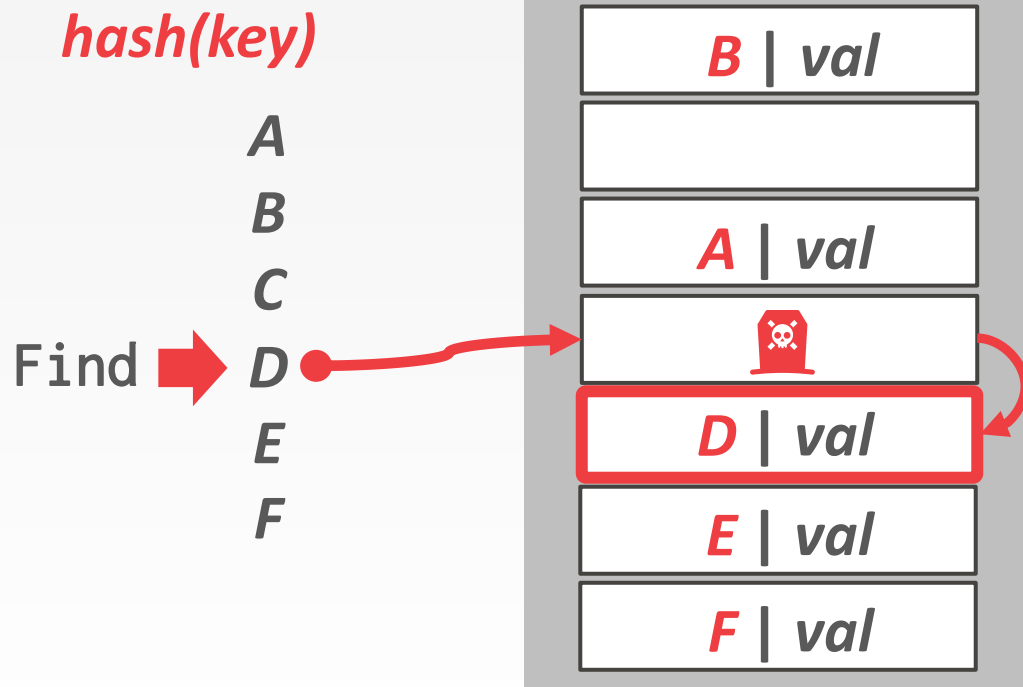 hash(key)
A
B
C
Find D
E
F
B | val
A | val
D | val
E | val
F | val